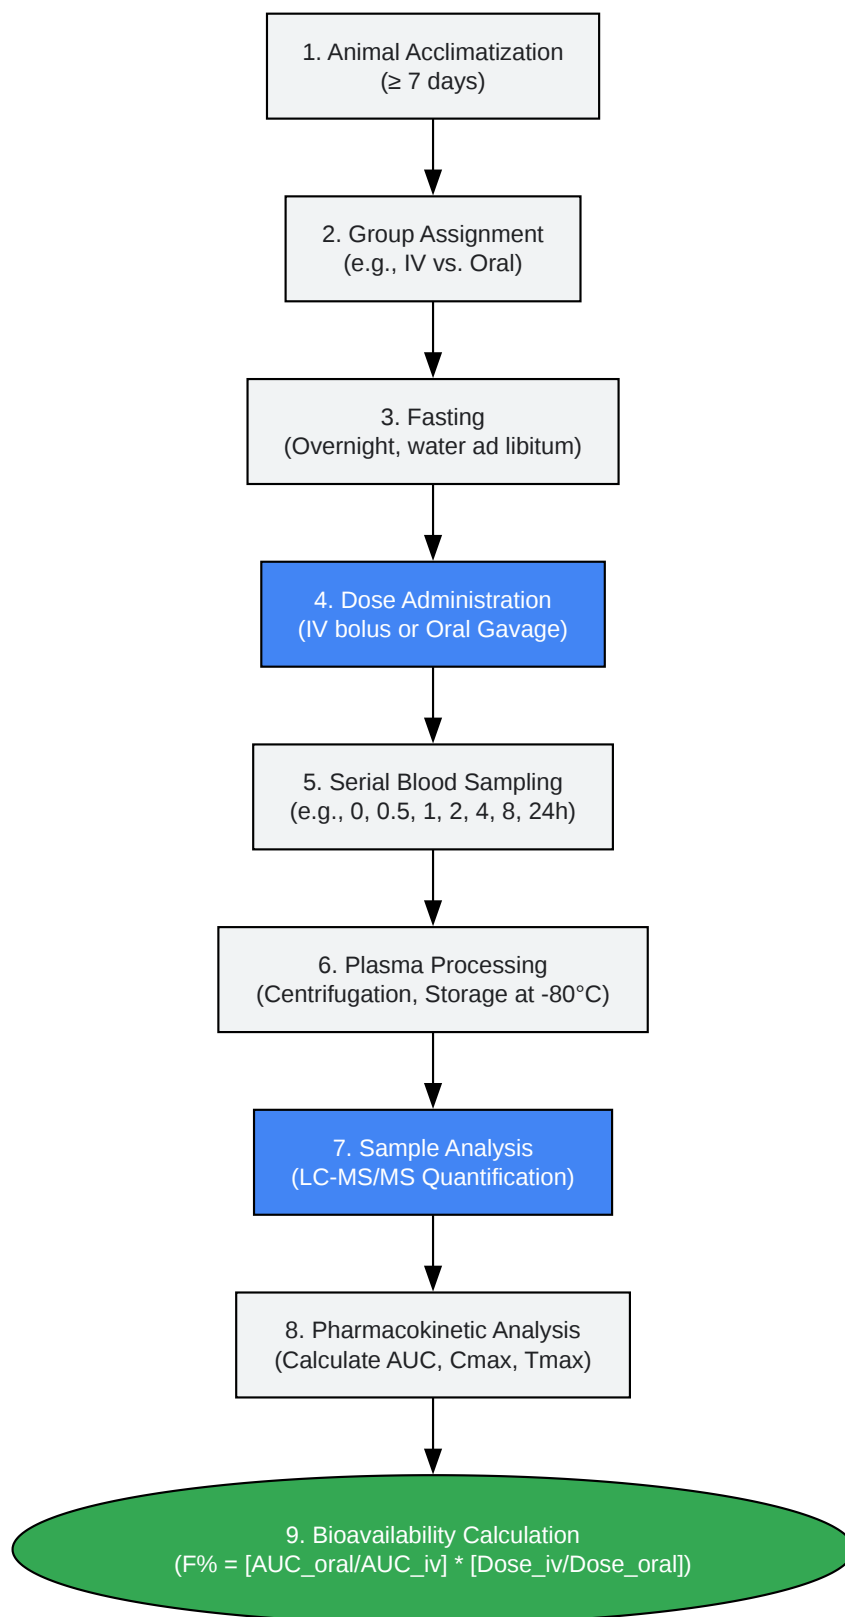 1. Animal Acclimatization
(≥ 7 days)
2. Group Assignment
(e.g., IV vs. Oral)
3. Fasting
(Overnight, water ad libitum)
4. Dose Administration
(IV bolus or Oral Gavage)
5. Serial Blood Sampling
(e.g., 0, 0.5, 1, 2, 4, 8, 24h)
6. Plasma Processing
(Centrifugation, Storage at -80°C)
7. Sample Analysis
(LC-MS/MS Quantification)
8. Pharmacokinetic Analysis
(Calculate AUC, Cmax, Tmax)
9. Bioavailability Calculation
(F% = [AUC_oral/AUC_iv] * [Dose_iv/Dose_oral])